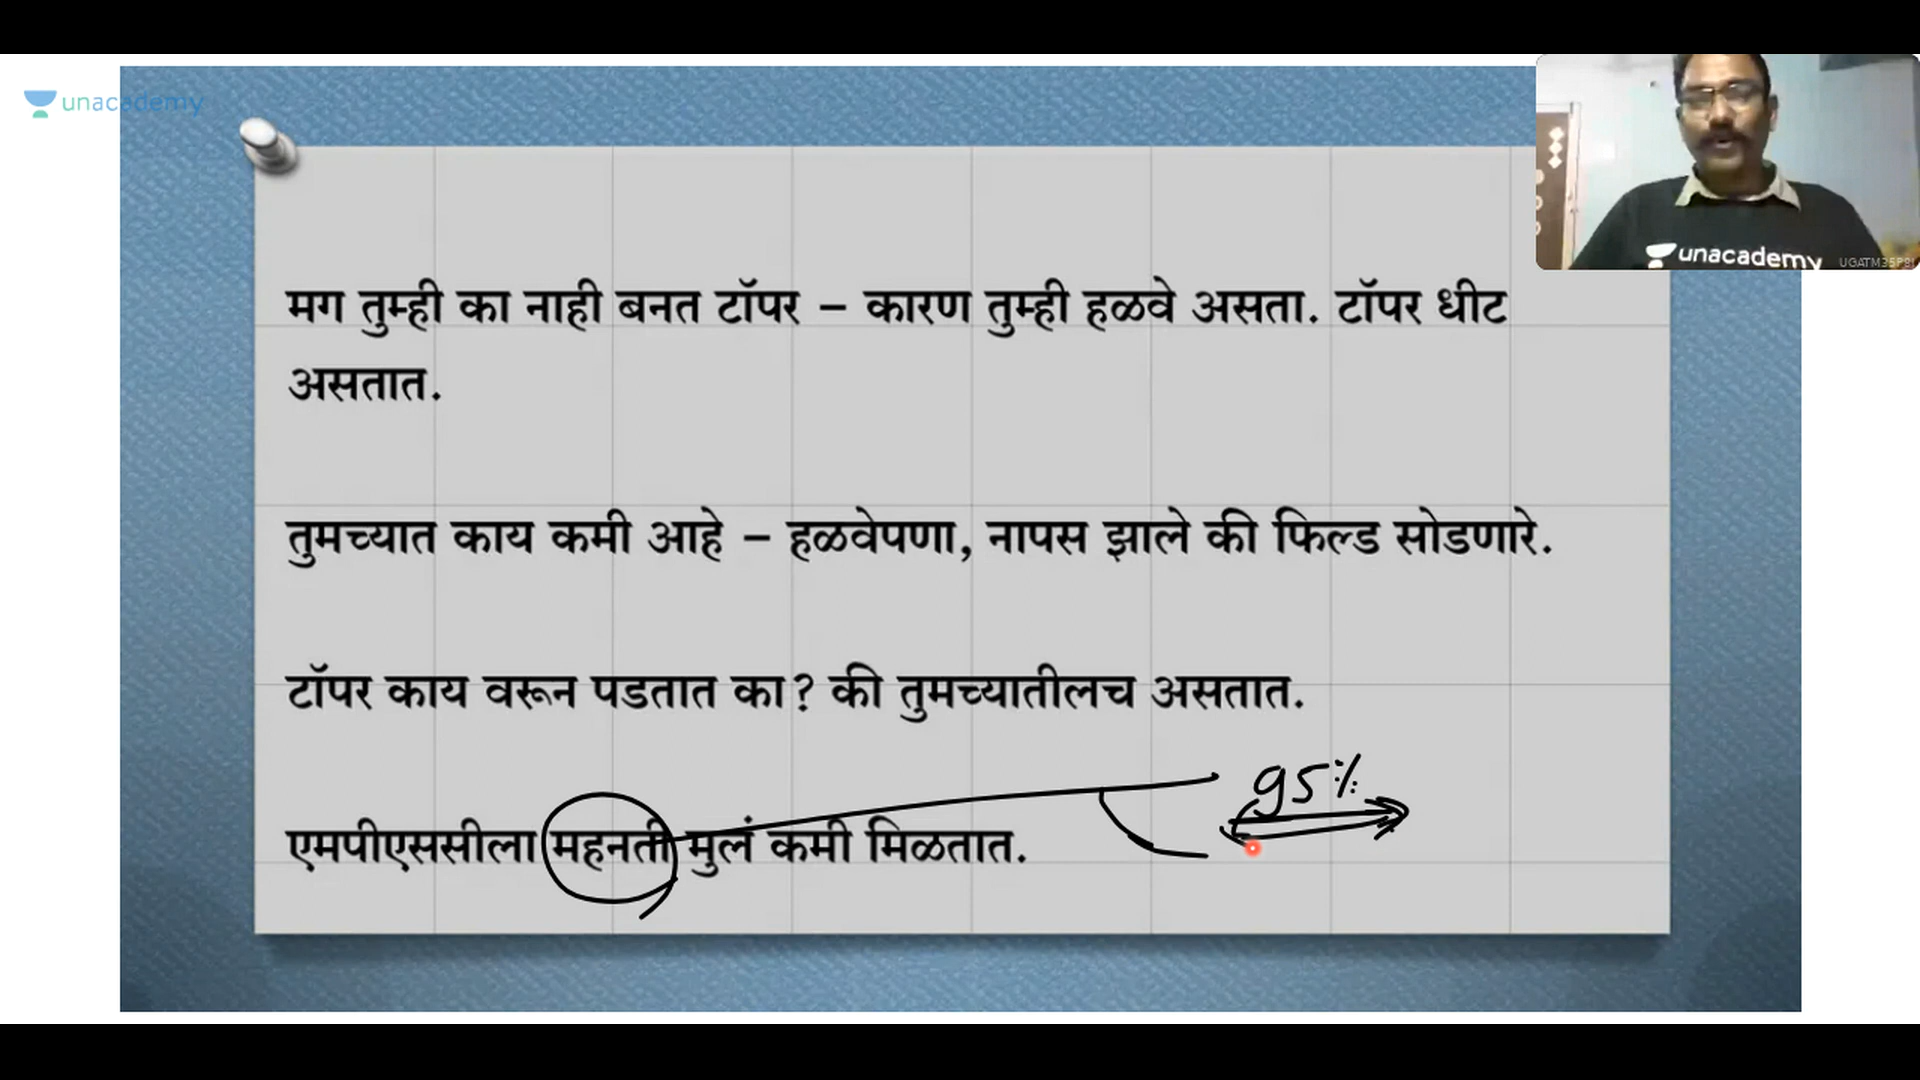 unacademy
unacademy
UGATM35P8I
मग तुम्ही का नाही बनत टॉपर – कारण तुम्ही हळवे असता. टॉपर धीट
असतात.
तुमच्यात काय कमी आहे – हळवेपणा, नापस झाले की फिल्ड सोडणारे.
टॉपर काय वरून पडतात का? की तुमच्यातीलच असतात.
95%
एमपीएससीला महनती मुलं कमी मिळतात.